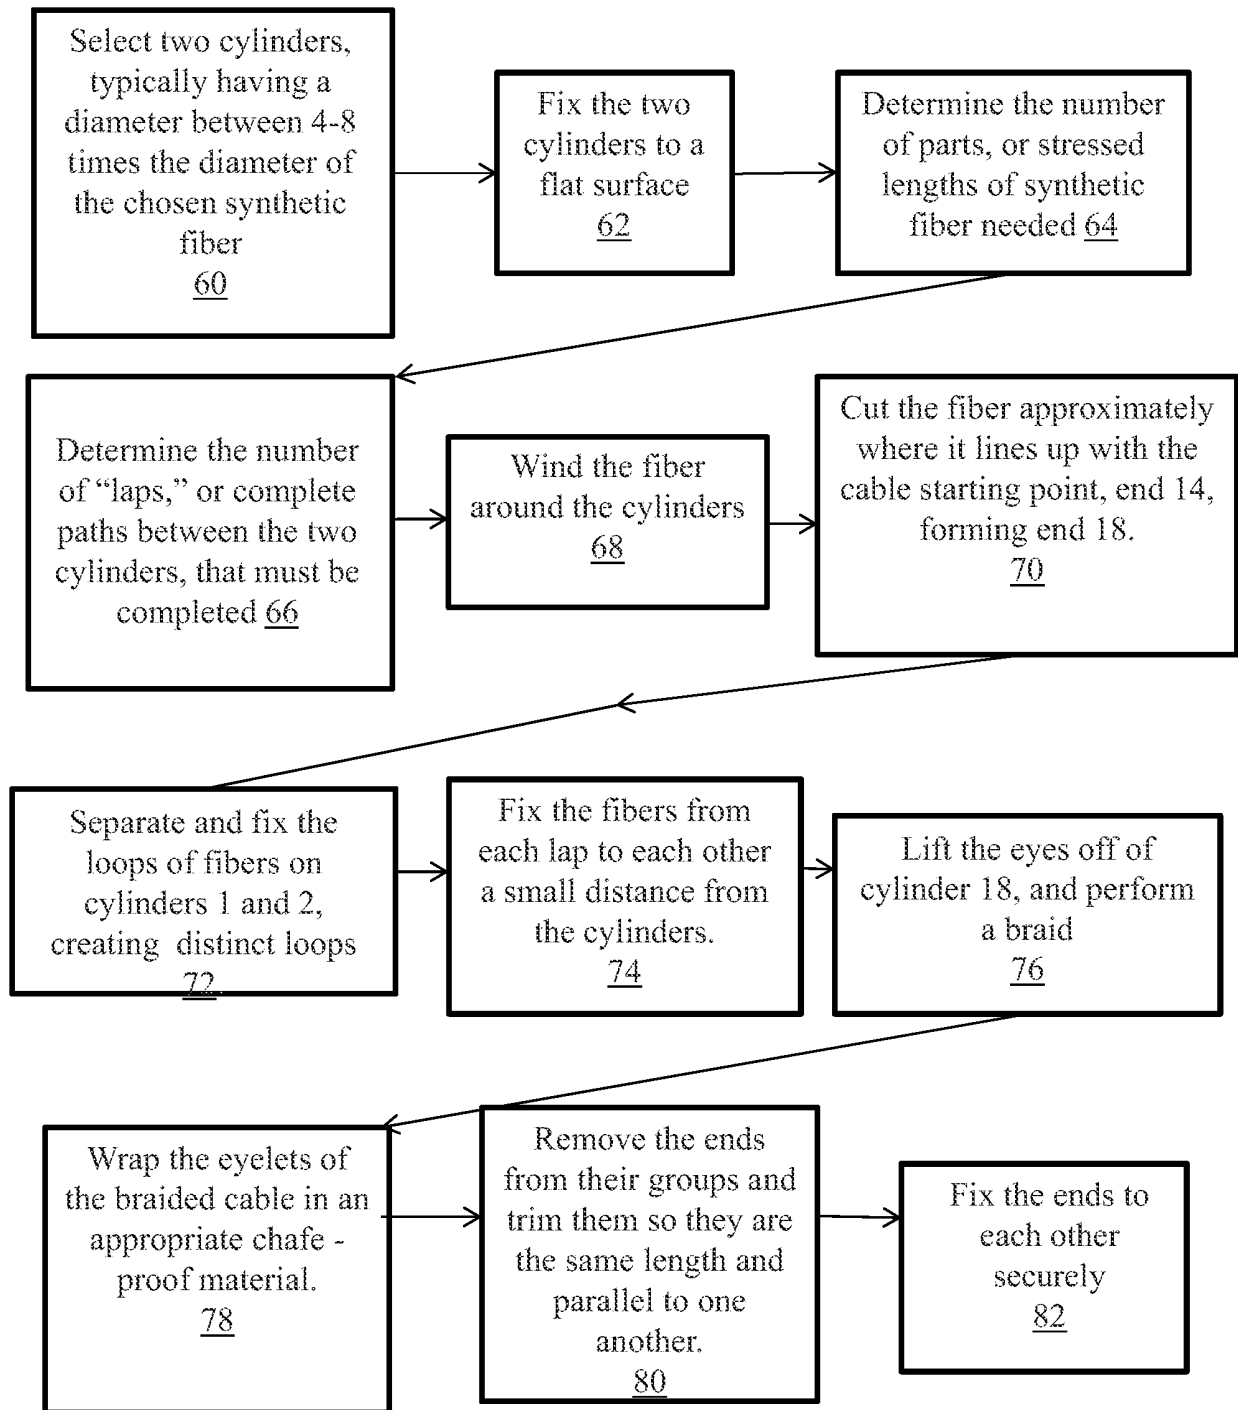 Select two cylinders,
typically having a
diameter between 4-8
times the diameter of
the chosen synthetic
fiber
60
Fix the two
cylinders to a
flat surface
62
Determine the number
of parts, or stressed
lengths of synthetic
fiber needed 64
Determine the number
of “laps,” or complete
paths between the two
cylinders, that must be
completed 66
Wind the fiber
around the cylinders
68
Cut the fiber approximately
where it lines up with the
cable starting point, end 14,
forming end 18.
70
Separate and fix the
loops of fibers on
cylinders 1 and 2,
creating distinct loops
72
Fix the fibers from
each lap to each other
a small distance from
the cylinders.
74
Lift the eyes off of
cylinder 18, and perform
a braid
76
Wrap the eyelets of
the braided cable in an
appropriate chafe -
proof material.
78
Remove the ends
from their groups and
trim them so they are
the same length and
parallel to one
another.
80
Fix the ends to
each other
securely
82